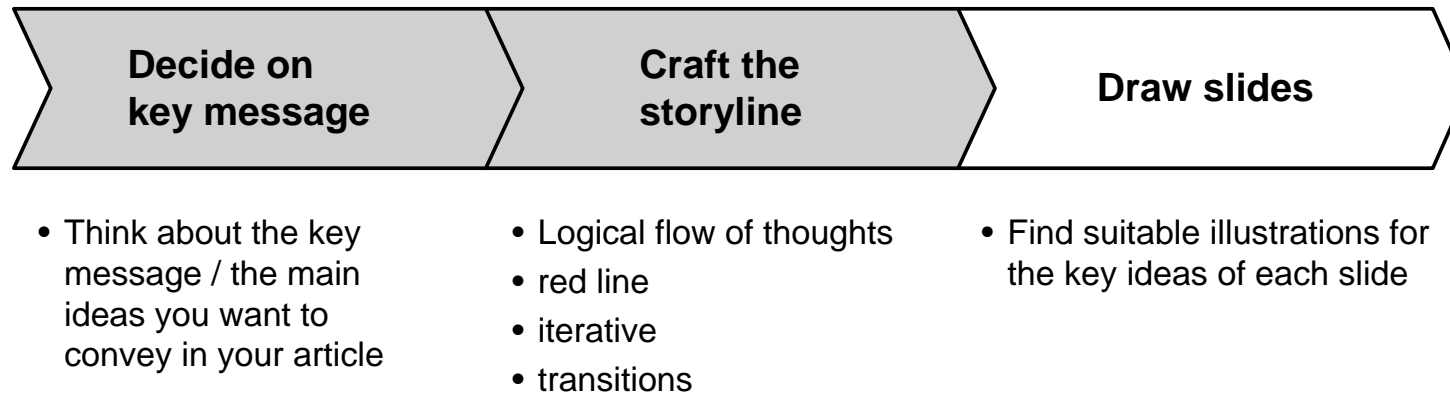 Decide on
key message
Craft the
storyline
Draw slides
• Think about the key
message / the main
ideas you want to
convey in your article
• Logical flow of thoughts
• red line
• iterative
• transitions
• Find suitable illustrations for
the key ideas of each slide